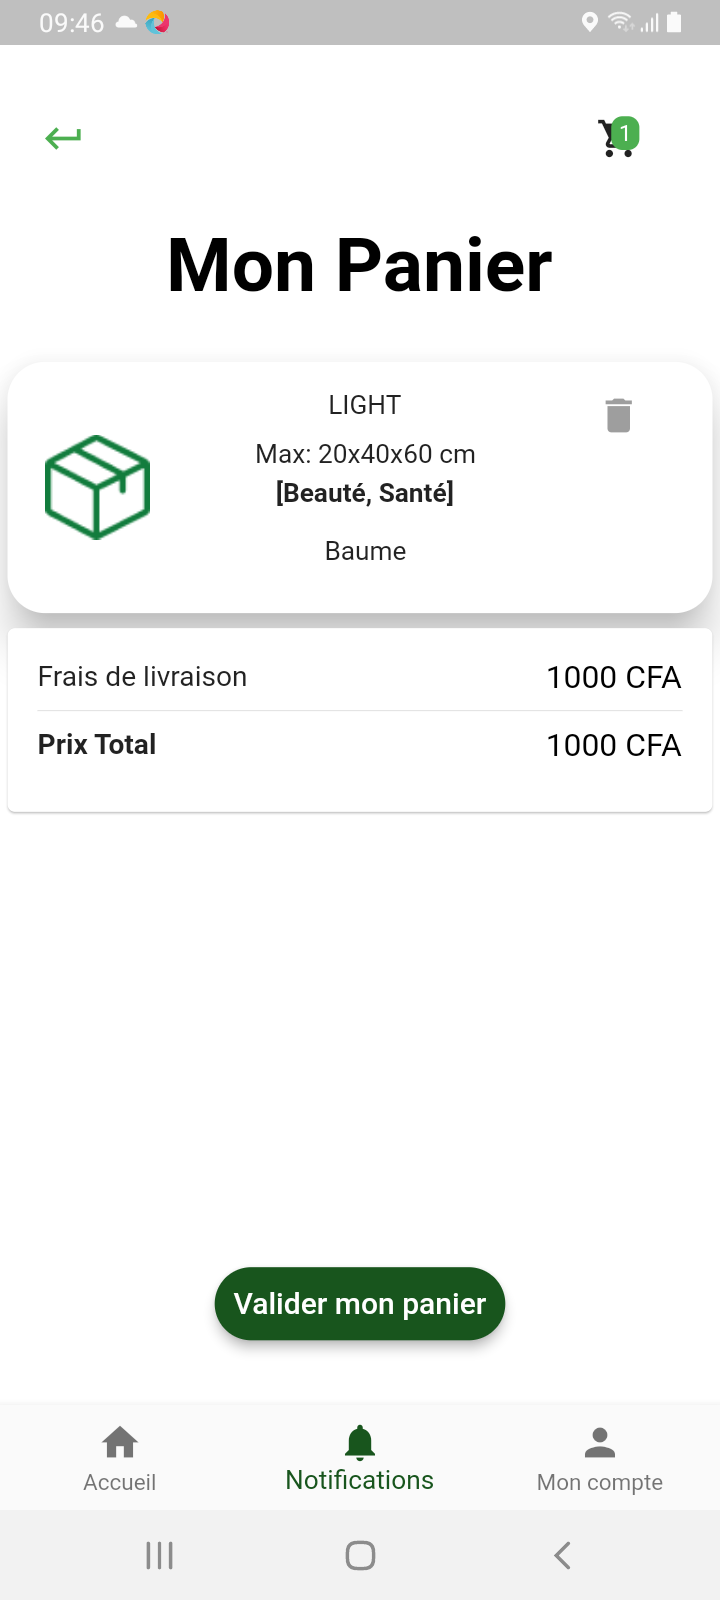 09:46
1
Mon Panier
LIGHT
Max: 20x40x60 cm
[Beauté, Santé]
Baume
Frais de livraison 1000 CFA
Prix Total 1000 CFA
Valider mon panier
Accueil Notifications Mon compte